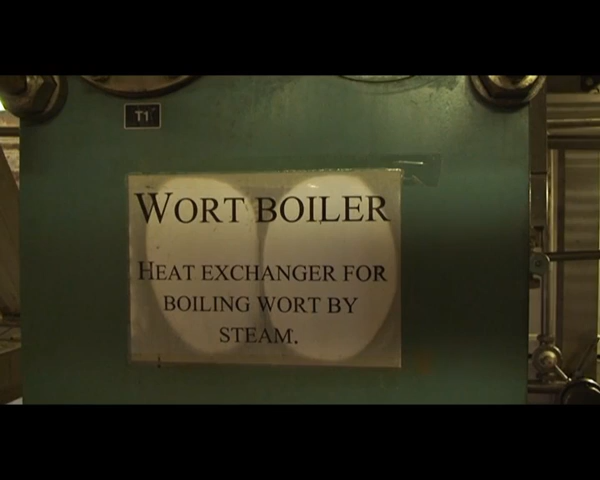 T1
WORT BOILER
HEAT EXCHANGER FOR
BOILING WORT BY
STEAM.